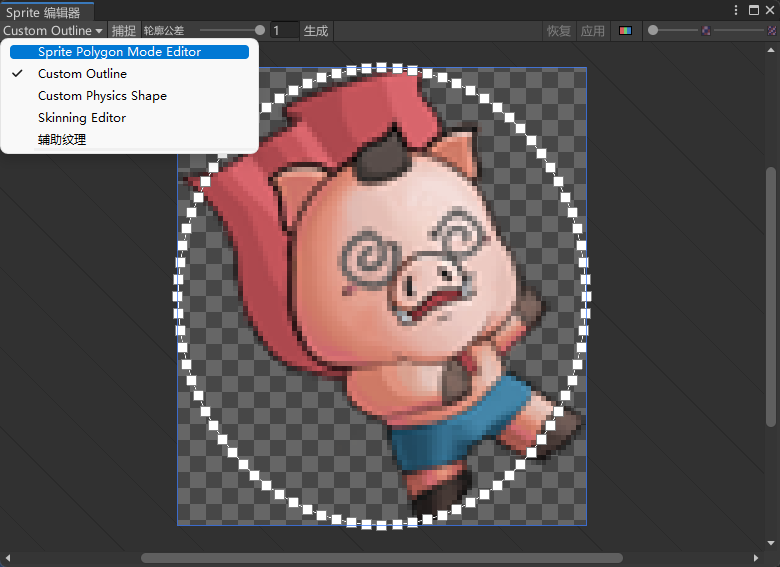 Sprite 编辑器
Custom Outline 捕捉 轮廓公差 1 生成 恢复 应用
Sprite Polygon Mode Editor
Custom Outline
Custom Physics Shape
Skinning Editor
辅助纹理